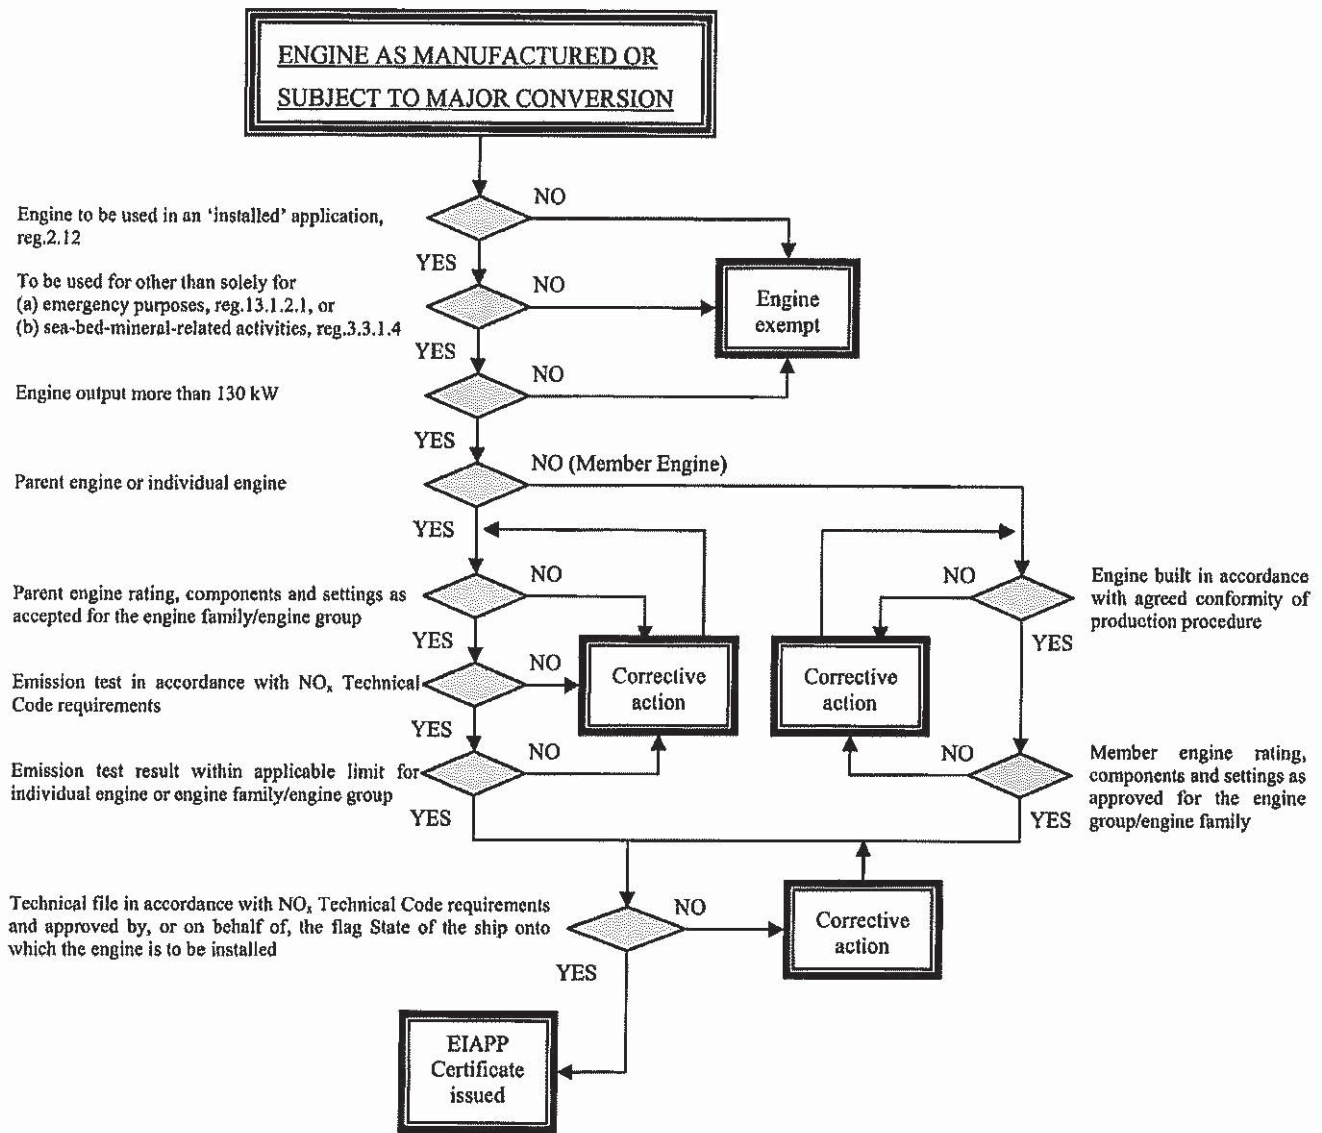 ENGINE AS MANUFACTURED OR
SUBJECT TO MAJOR CONVERSION
NO
Engine to be used in an ‘installed’ application,
reg.2.12
YES
To be used for other than solely for
(a) emergency purposes, reg.13.1.2.1, or
(b) sea-bed-mineral-related activities, reg.3.3.1.4
NO
Engine
exempt
YES
NO
Engine output more than 130 kW
YES
NO (Member Engine)
Parent engine or individual engine
YES
NO
Parent engine rating, components and settings as
accepted for the engine family/engine group
NO
Engine built in accordance
with agreed conformity of
production procedure
YES
YES
NO
Emission test in accordance with NOx Technical
Code requirements
Corrective
action
Corrective
action
YES
NO
Emission test result within applicable limit for
individual engine or engine family/engine group
NO
Member engine rating,
components and settings as
approved for the engine
group/engine family
YES
YES
Technical file in accordance with NOx Technical Code requirements
and approved by, or on behalf of, the flag State of the ship onto
which the engine is to be installed
NO
Corrective
action
YES
EIAPP
Certificate
issued